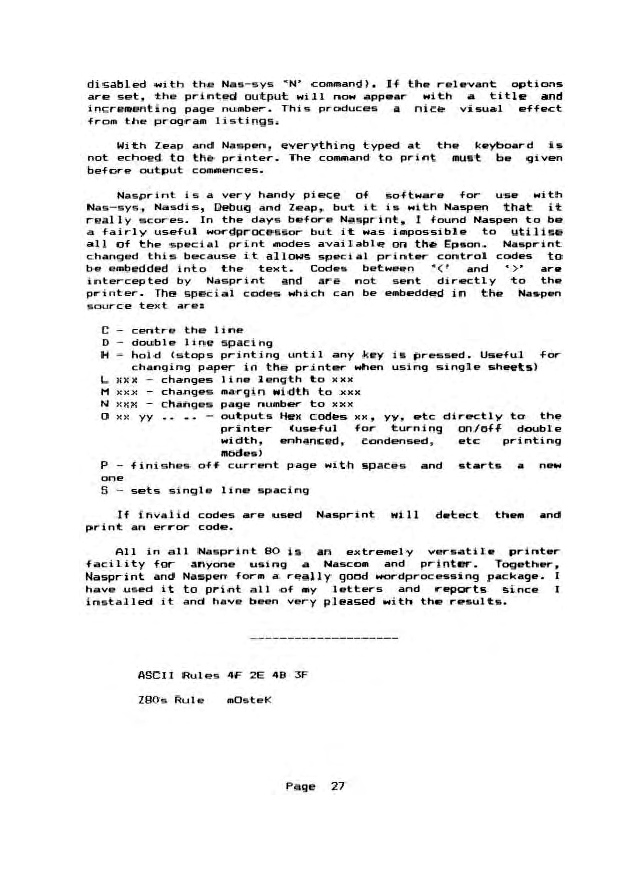 disabled with the Nas-sys 'N' command). If the relevant options
are set, the printed output will now appear with a title and
incrementing page number. This produces a nice visual effect
from the program listings.
With Zeap and Naspen, everything typed at the keyboard is
not echoed to the printer. The command to print must be given
before output commences.
Nasprint is a very handy piece of software for use with
Nas-sys, Nasdis, Debug and Zeap, but it is with Naspen that it
really scores. In the days before Nasprint, I found Naspen to be
a fairly useful wordprocessor but it was impossible to utilise
all of the special print modes available on the Epson. Nasprint
changed this because it allows special printer control codes to
be embedded into the text. Codes between '<' and '>' are
intercepted by Nasprint and are not sent directly to the
printer. The special codes which can be embedded in the Naspen
source text are:
C - centre the line
D - double line spacing
H - hold (stops printing until any key is pressed. Useful for
changing paper in the printer when using single sheets)
L xxx - changes line length to xxx
M xxx - changes margin width to xxx
N xxx - changes page number to xxx
O xx yy .. .. - outputs Hex codes xx, yy, etc directly to the
printer (useful for turning on/off double
width, enhanced, condensed, etc printing
modes)
P - finishes off current page with spaces and starts a new
one
S - sets single line spacing
If invalid codes are used Nasprint will detect them and
print an error code.
All in all Nasprint 80 is an extremely versatile printer
facility for anyone using a Nascom and printer. Together,
Nasprint and Naspen form a really good wordprocessing package. I
have used it to print all of my letters and reports since I
installed it and have been very pleased with the results.
--------------------
ASCII Rules 4F 2E 4B 3F
Z80's Rule mOsteK
Page 27